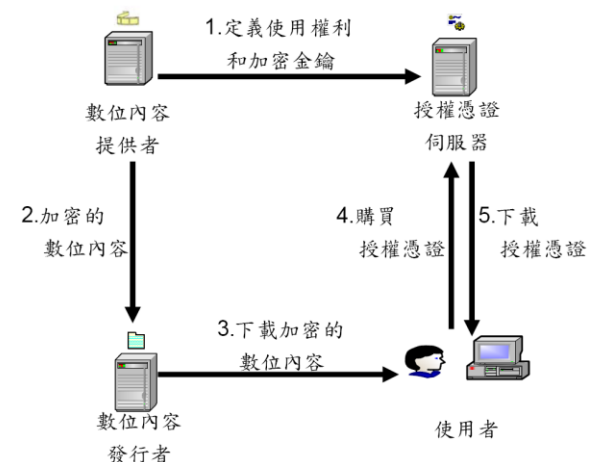 1.定義使用權利
和加密金鑰
數位內容
提供者
授權憑證
伺服器
2.加密的
數位內容
4.購買
授權憑證
5.下載
授權憑證
3.下載加密的
數位內容
數位內容
發行者
使用者